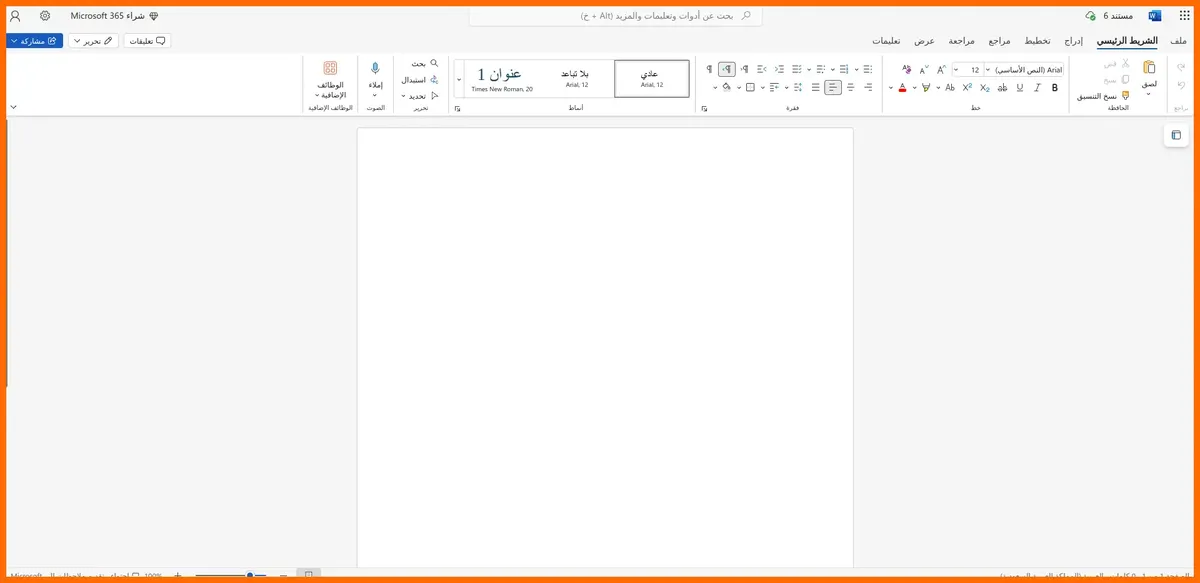 مستند 6
بحث عن أدوات وتعليمات والمزيد (Alt + خ)
شراء Microsoft 365
ملف
الشريط الرئيسي
إدراج
تخطيط
مراجع
مراجعة
عرض
تعليمات
تعليقات
تحرير
مشاركة
تراجع
لصق
قص
نسخ
نسخ التنسيق
الحافظة
Arial (النص الأساسي)
12
B I U ab X₂ X² Ab A
خط
فقرة
عادي
Arial, 12
بلا تباعد
Arial, 12
عنوان 1
Times New Roman, 20
أنماط
بحث
استبدال
تحديد
تحرير
إملاء
الصوت
الوظائف الإضافية
الوظائف الإضافية
100%